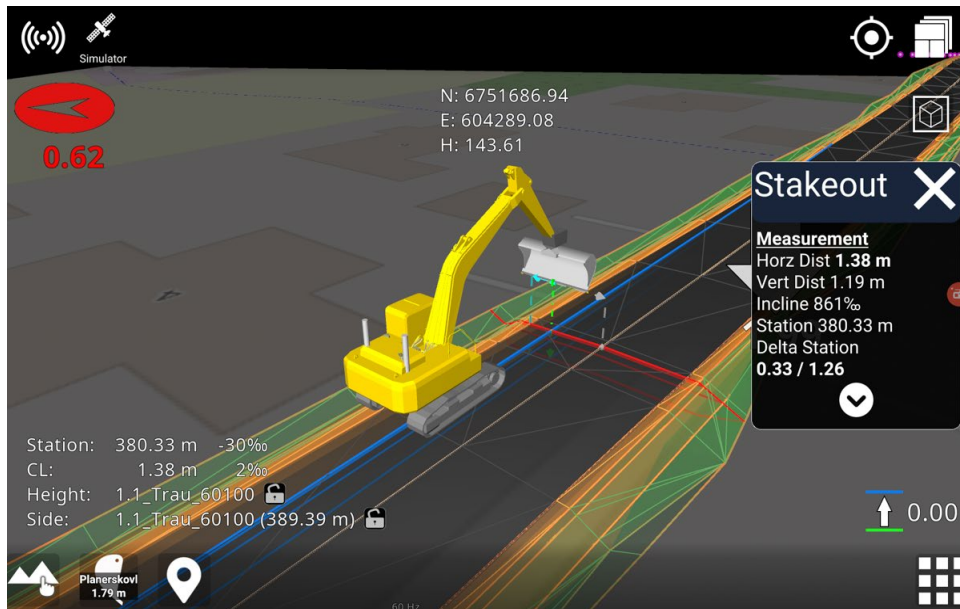 Simulator
0.62
N: 6751686.94
E: 604289.08
H: 143.61
Stakeout
Measurement
Horz Dist 1.38 m
Vert Dist 1.19 m
Incline 861‰
Station 380.33 m
Delta Station
0.33 / 1.26
Station: 380.33 m -30‰
CL: 1.38 m 2‰
Height: 1.1_Trau_60100
Side: 1.1_Trau_60100 (389.39 m)
0.00
Planerskovl
1.79 m
60 Hz